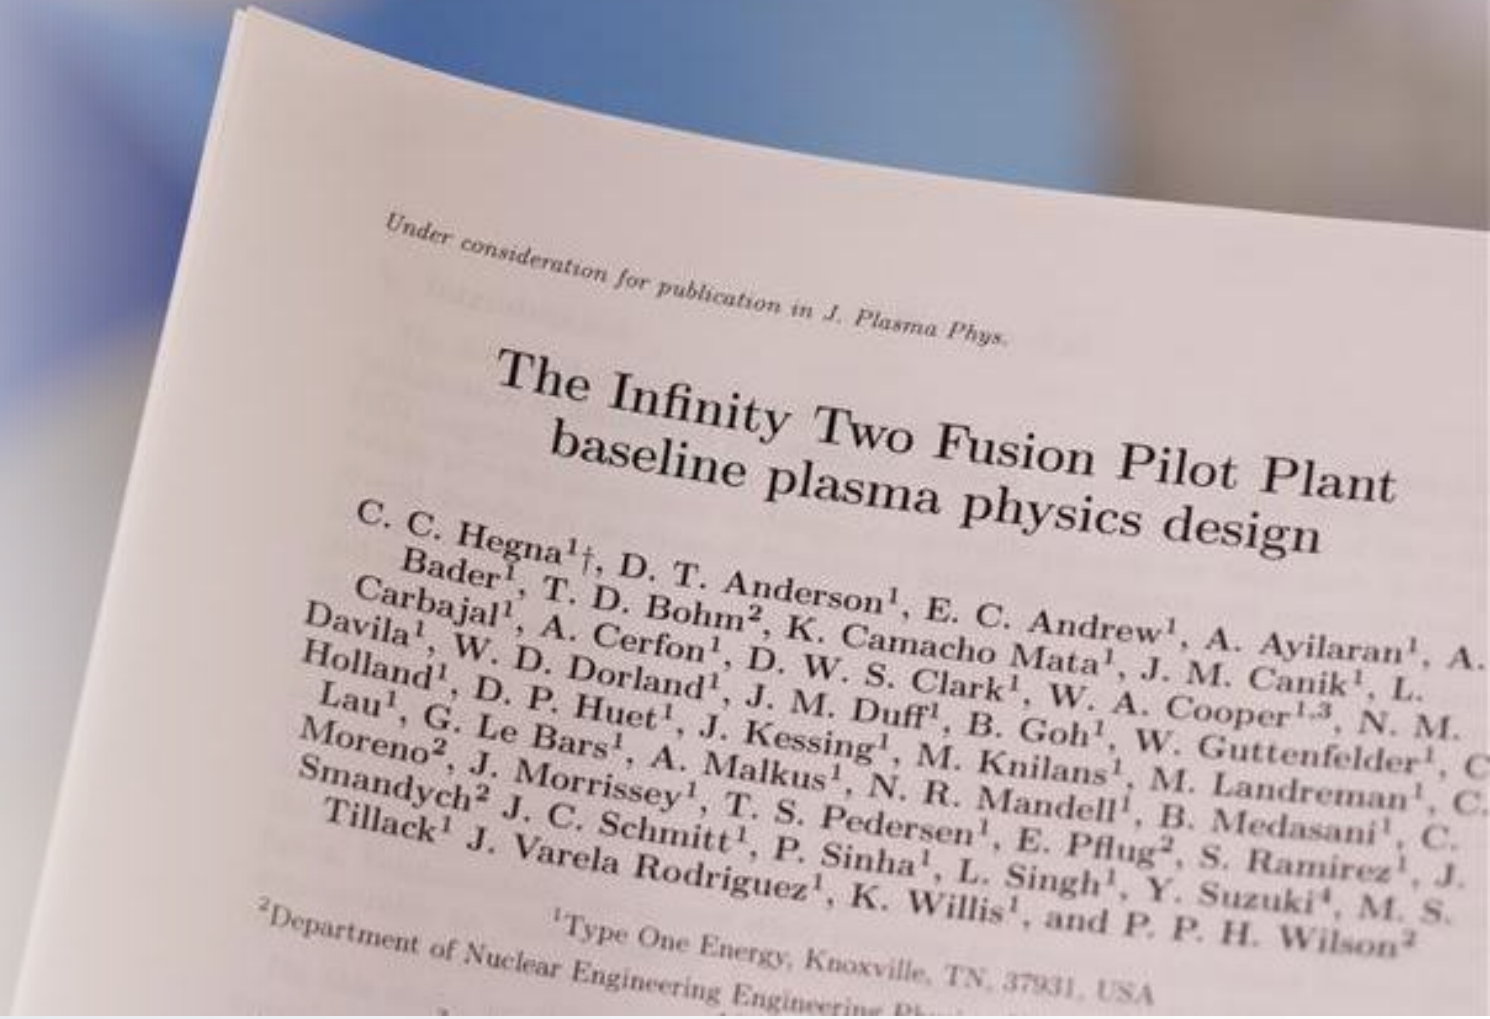 Under consideration for publication in J. Plasma Phys.
The Infinity Two Fusion Pilot Plant
baseline plasma physics design
C. C. Hegna¹†, D. T. Anderson¹, E. C. Andrew¹, A. Ayilaran¹, A.
Bader¹, T. D. Bohm², K. Camacho Mata¹, J. M. Canik¹, L.
Carbajal¹, A. Cerfon¹, D. W. S. Clark¹, W. A. Cooper¹,³, N. M.
Davila¹, W. D. Dorland¹, J. M. Duff¹, B. Goh¹, W. Guttenfelder¹, C
Holland¹, D. P. Huet¹, J. Kessing¹, M. Knilans¹, M. Landreman¹, C.
Lau¹, G. Le Bars¹, A. Malkus¹, N. R. Mandell¹, B. Medasani¹, C.
Moreno², J. Morrissey¹, T. S. Pedersen¹, E. Pflug², S. Ramirez¹, J.
Smandych² J. C. Schmitt¹, P. Sinha¹, L. Singh¹, Y. Suzuki⁴, M. S.
Tillack¹ J. Varela Rodriguez¹, K. Willis¹, and P. P. H. Wilson²
¹Type One Energy, Knoxville, TN, 37931, USA
²Department of Nuclear Engineering Engineering